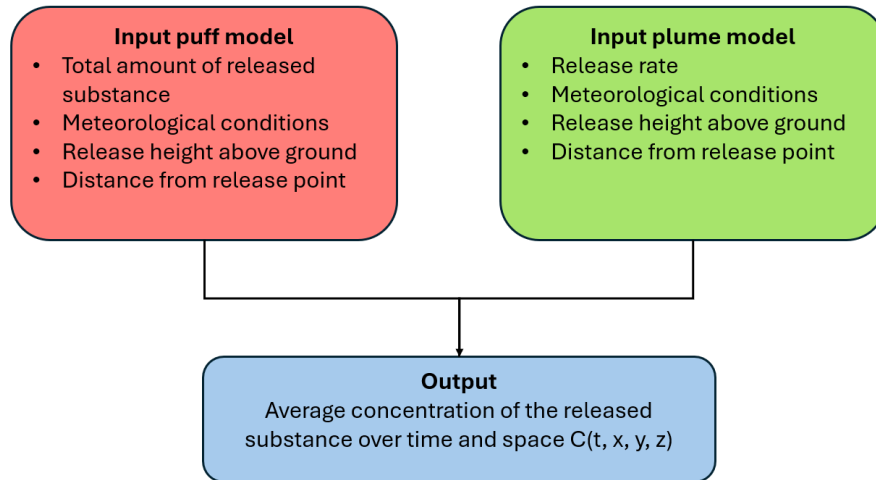 Input puff model
• Total amount of released
substance
• Meteorological conditions
• Release height above ground
• Distance from release point
Input plume model
• Release rate
• Meteorological conditions
• Release height above ground
• Distance from release point
Output
Average concentration of the released
substance over time and space C(t, x, y, z)